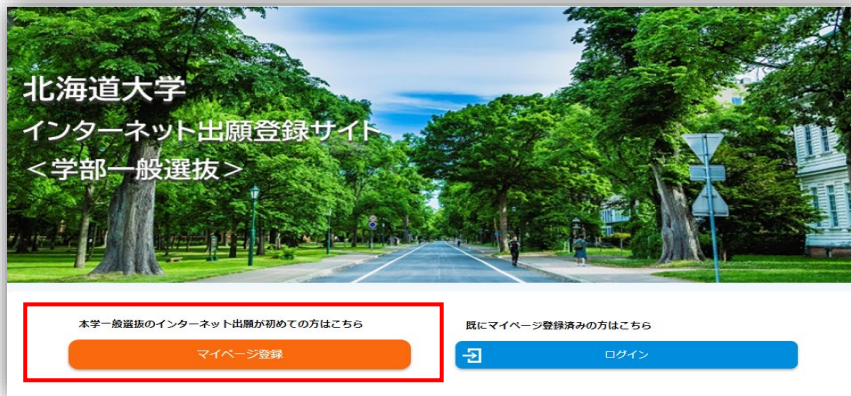 北海道大学
インターネット出願登録サイト
＜学部一般選抜＞
本学一般選抜のインターネット出願が初めての方はこちら
マイページ登録
既にマイページ登録済みの方はこちら
ログイン